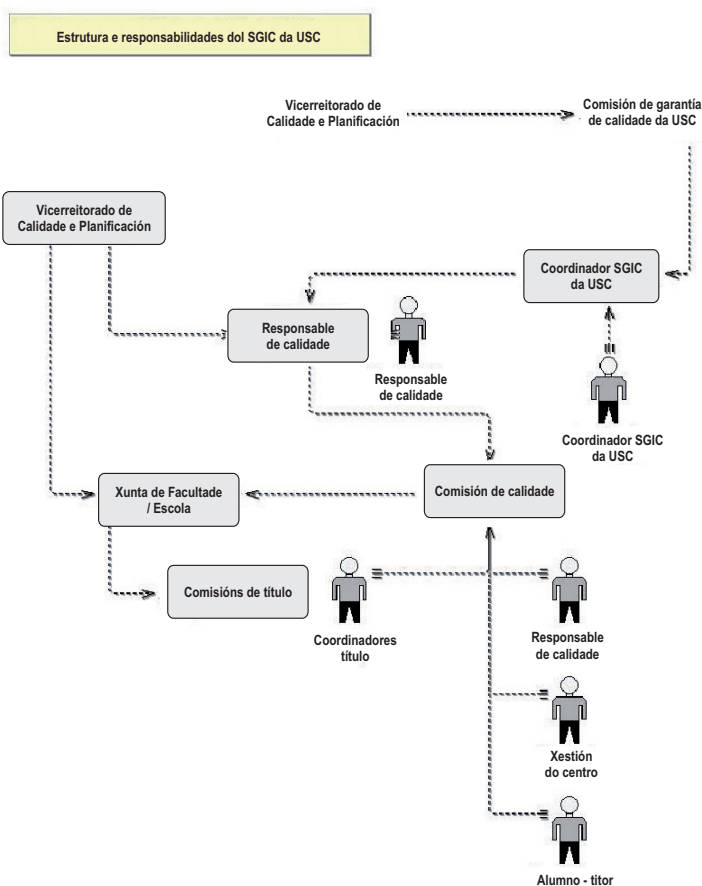 Estrutura e responsabilidades dol SGIC da USC
Vicerreitorado de
Calidade e Planificación
Comisión de garantía
de calidade da USC
Vicerreitorado de
Calidade e Planificación
Coordinador SGIC
da USC
Responsable
de calidade
Responsable
de calidade
Coordinador SGIC
da USC
Xunta de Facultade
/ Escola
Comisión de calidade
Comisións de título
Coordinadores
título
Responsable
de calidade
Xestión
do centro
Alumno - titor